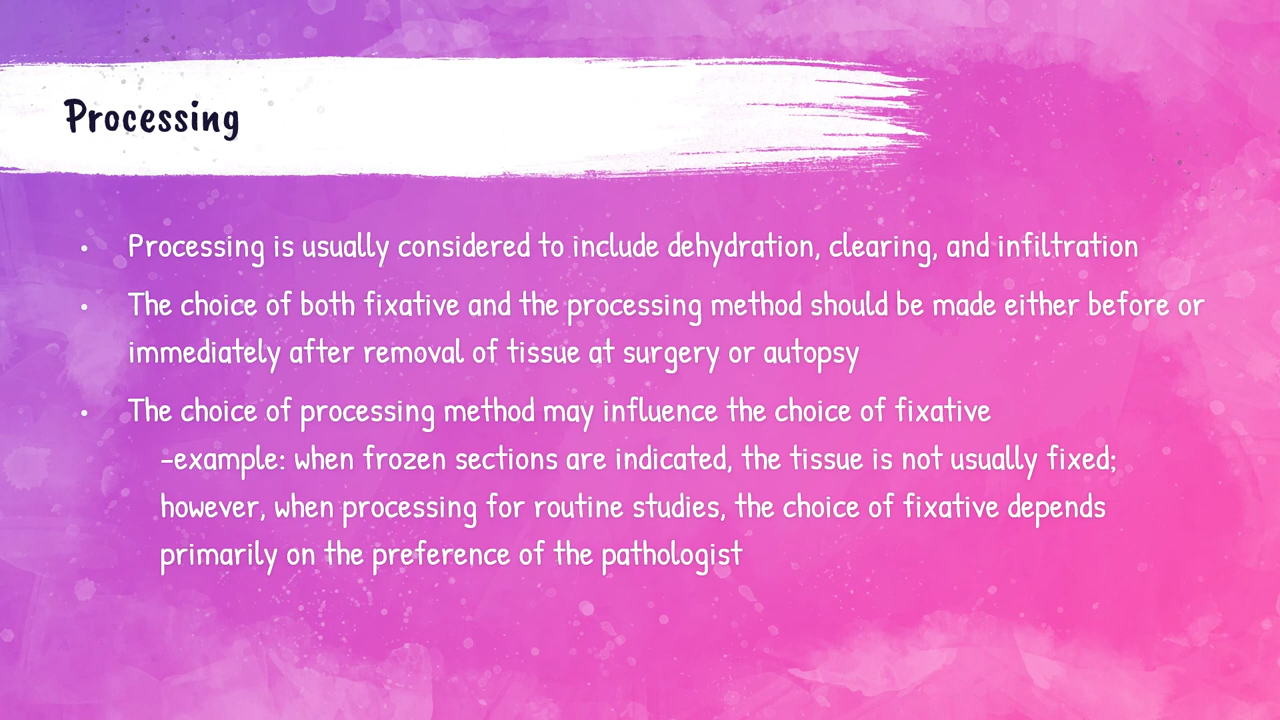 Processing
• Processing is usually considered to include dehydration, clearing, and infiltration
• The choice of both fixative and the processing method should be made either before or
immediately after removal of tissue at surgery or autopsy
• The choice of processing method may influence the choice of fixative
–example: when frozen sections are indicated, the tissue is not usually fixed;
however, when processing for routine studies, the choice of fixative depends
primarily on the preference of the pathologist